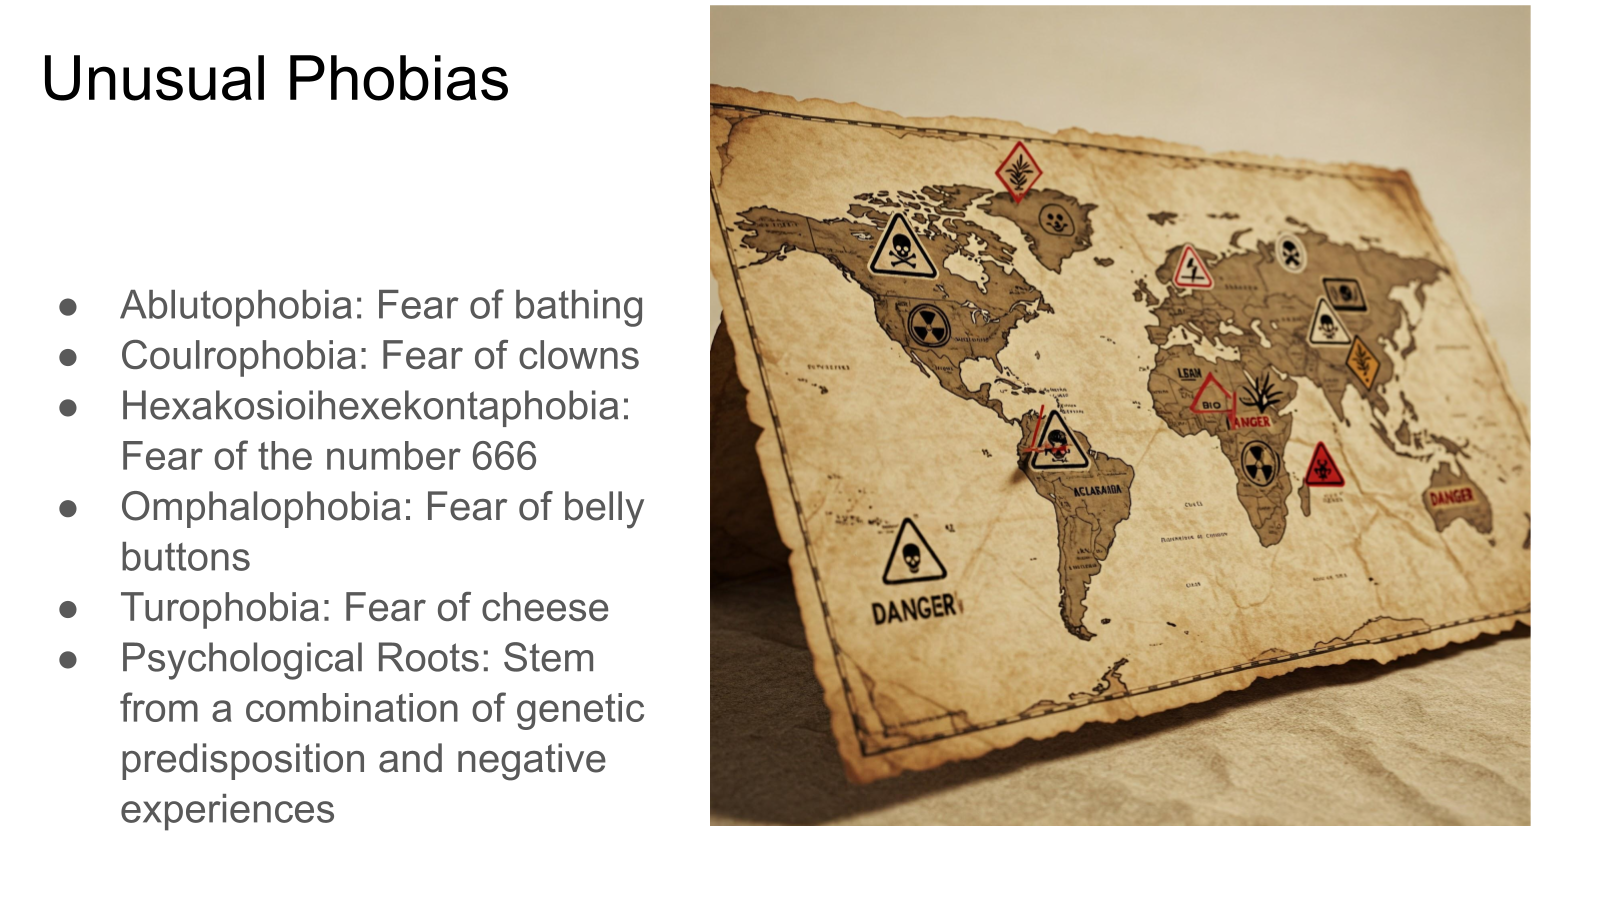 Unusual Phobias
● Ablutophobia: Fear of bathing
● Coulrophobia: Fear of clowns
● Hexakosioihexekontaphobia:
Fear of the number 666
● Omphalophobia: Fear of belly
buttons
● Turophobia: Fear of cheese
● Psychological Roots: Stem
from a combination of genetic
predisposition and negative
experiences
BIO
ANGER
DANGER
DANGER